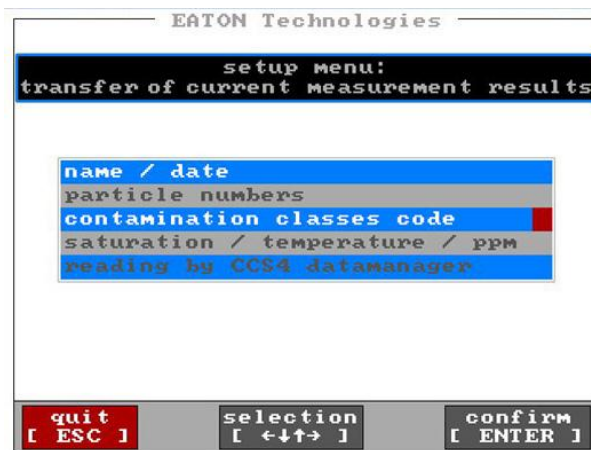 EATON Technologies
setup menu:
transfer of current measurement results
name / date
particle numbers
contamination classes code
saturation / temperature / ppm
reading by CCS4 datamanager
quit selection confirm
[ ESC ] [ ←↓↑→ ] [ ENTER ]